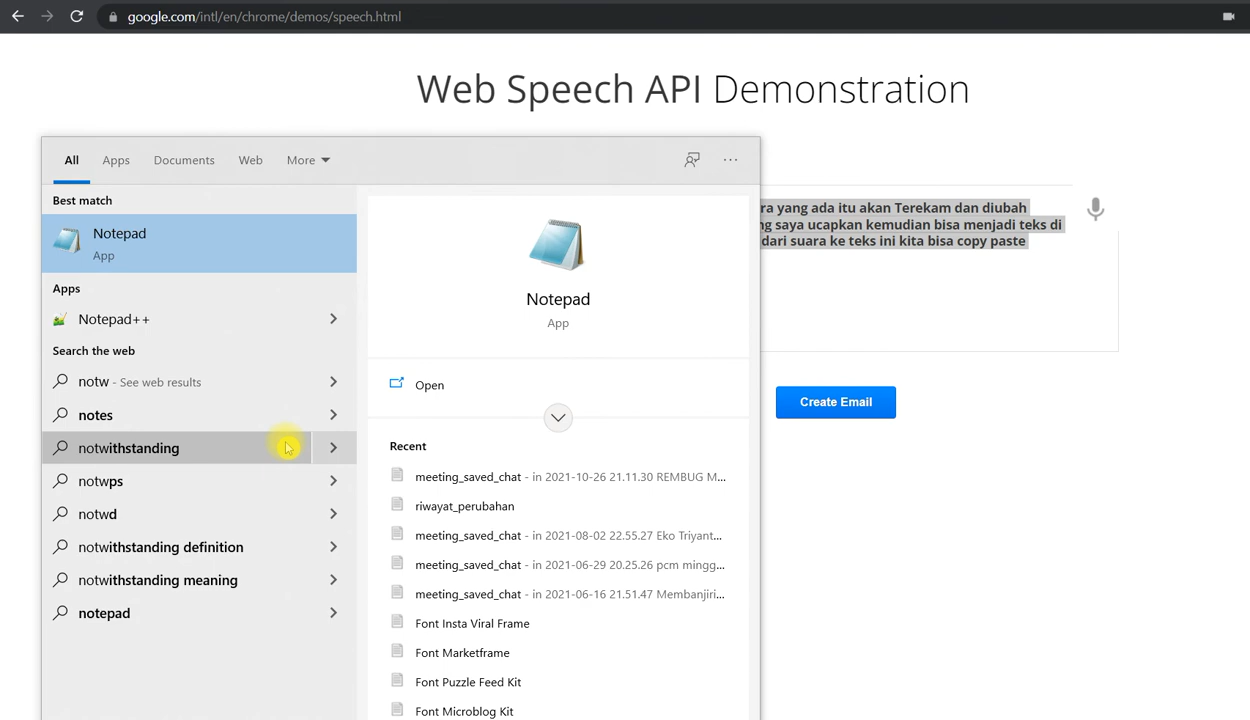 google.com/intl/en/chrome/demos/speech.html
Web Speech API Demonstration
All Apps Documents Web More
Best match
Notepad
App
Apps
Notepad++
Search the web
notw - See web results
notes
notwithstanding
notwps
notwd
notwithstanding definition
notwithstanding meaning
notepad
Notepad
App
Open
Recent
meeting_saved_chat - in 2021-10-26 21.11.30 REMBUG M...
riwayat_perubahan
meeting_saved_chat - in 2021-08-02 22.55.27 Eko Triyant...
meeting_saved_chat - in 2021-06-29 20.25.26 pcm mingg...
meeting_saved_chat - in 2021-06-16 21.51.47 Membanjiri...
Font Insta Viral Frame
Font Marketframe
Font Puzzle Feed Kit
Font Microblog Kit
ra yang ada itu akan Terekam dan diubah
ng saya ucapkan kemudian bisa menjadi teks di
dari suara ke teks ini kita bisa copy paste
Create Email